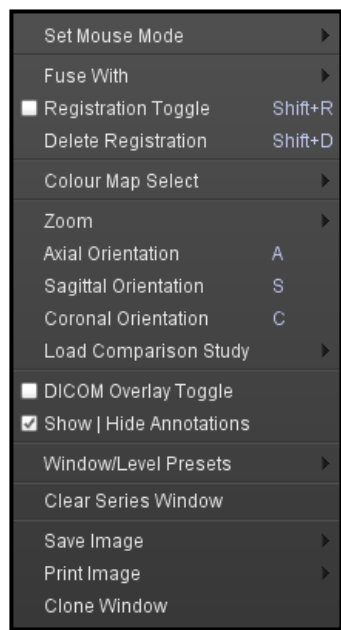 Set Mouse Mode
Fuse With
Registration Toggle Shift+R
Delete Registration Shift+D
Colour Map Select
Zoom
Axial Orientation A
Sagittal Orientation S
Coronal Orientation C
Load Comparison Study
DICOM Overlay Toggle
Show | Hide Annotations
Window/Level Presets
Clear Series Window
Save Image
Print Image
Clone Window